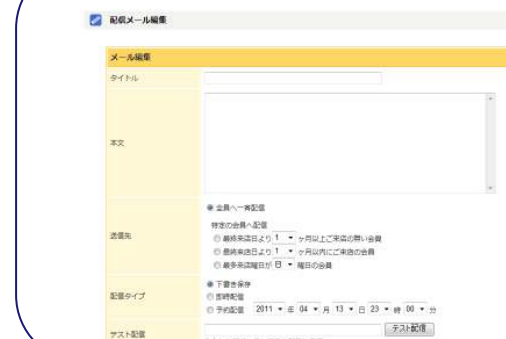 配信メール編集
メール編集
タイトル
本文
送信先
全員へ一斉配信
特定の会員へ配信
最終来店日より 1 ヶ月以上ご来店の無い会員
最終来店日より 1 ヶ月以内にご来店の会員
最多来店曜日が 日 曜日の会員
配信タイプ
下書き保存
即時配信
予約配信 2011 年 04 月 13 日 23 時 00 分
テスト配信
テスト配信